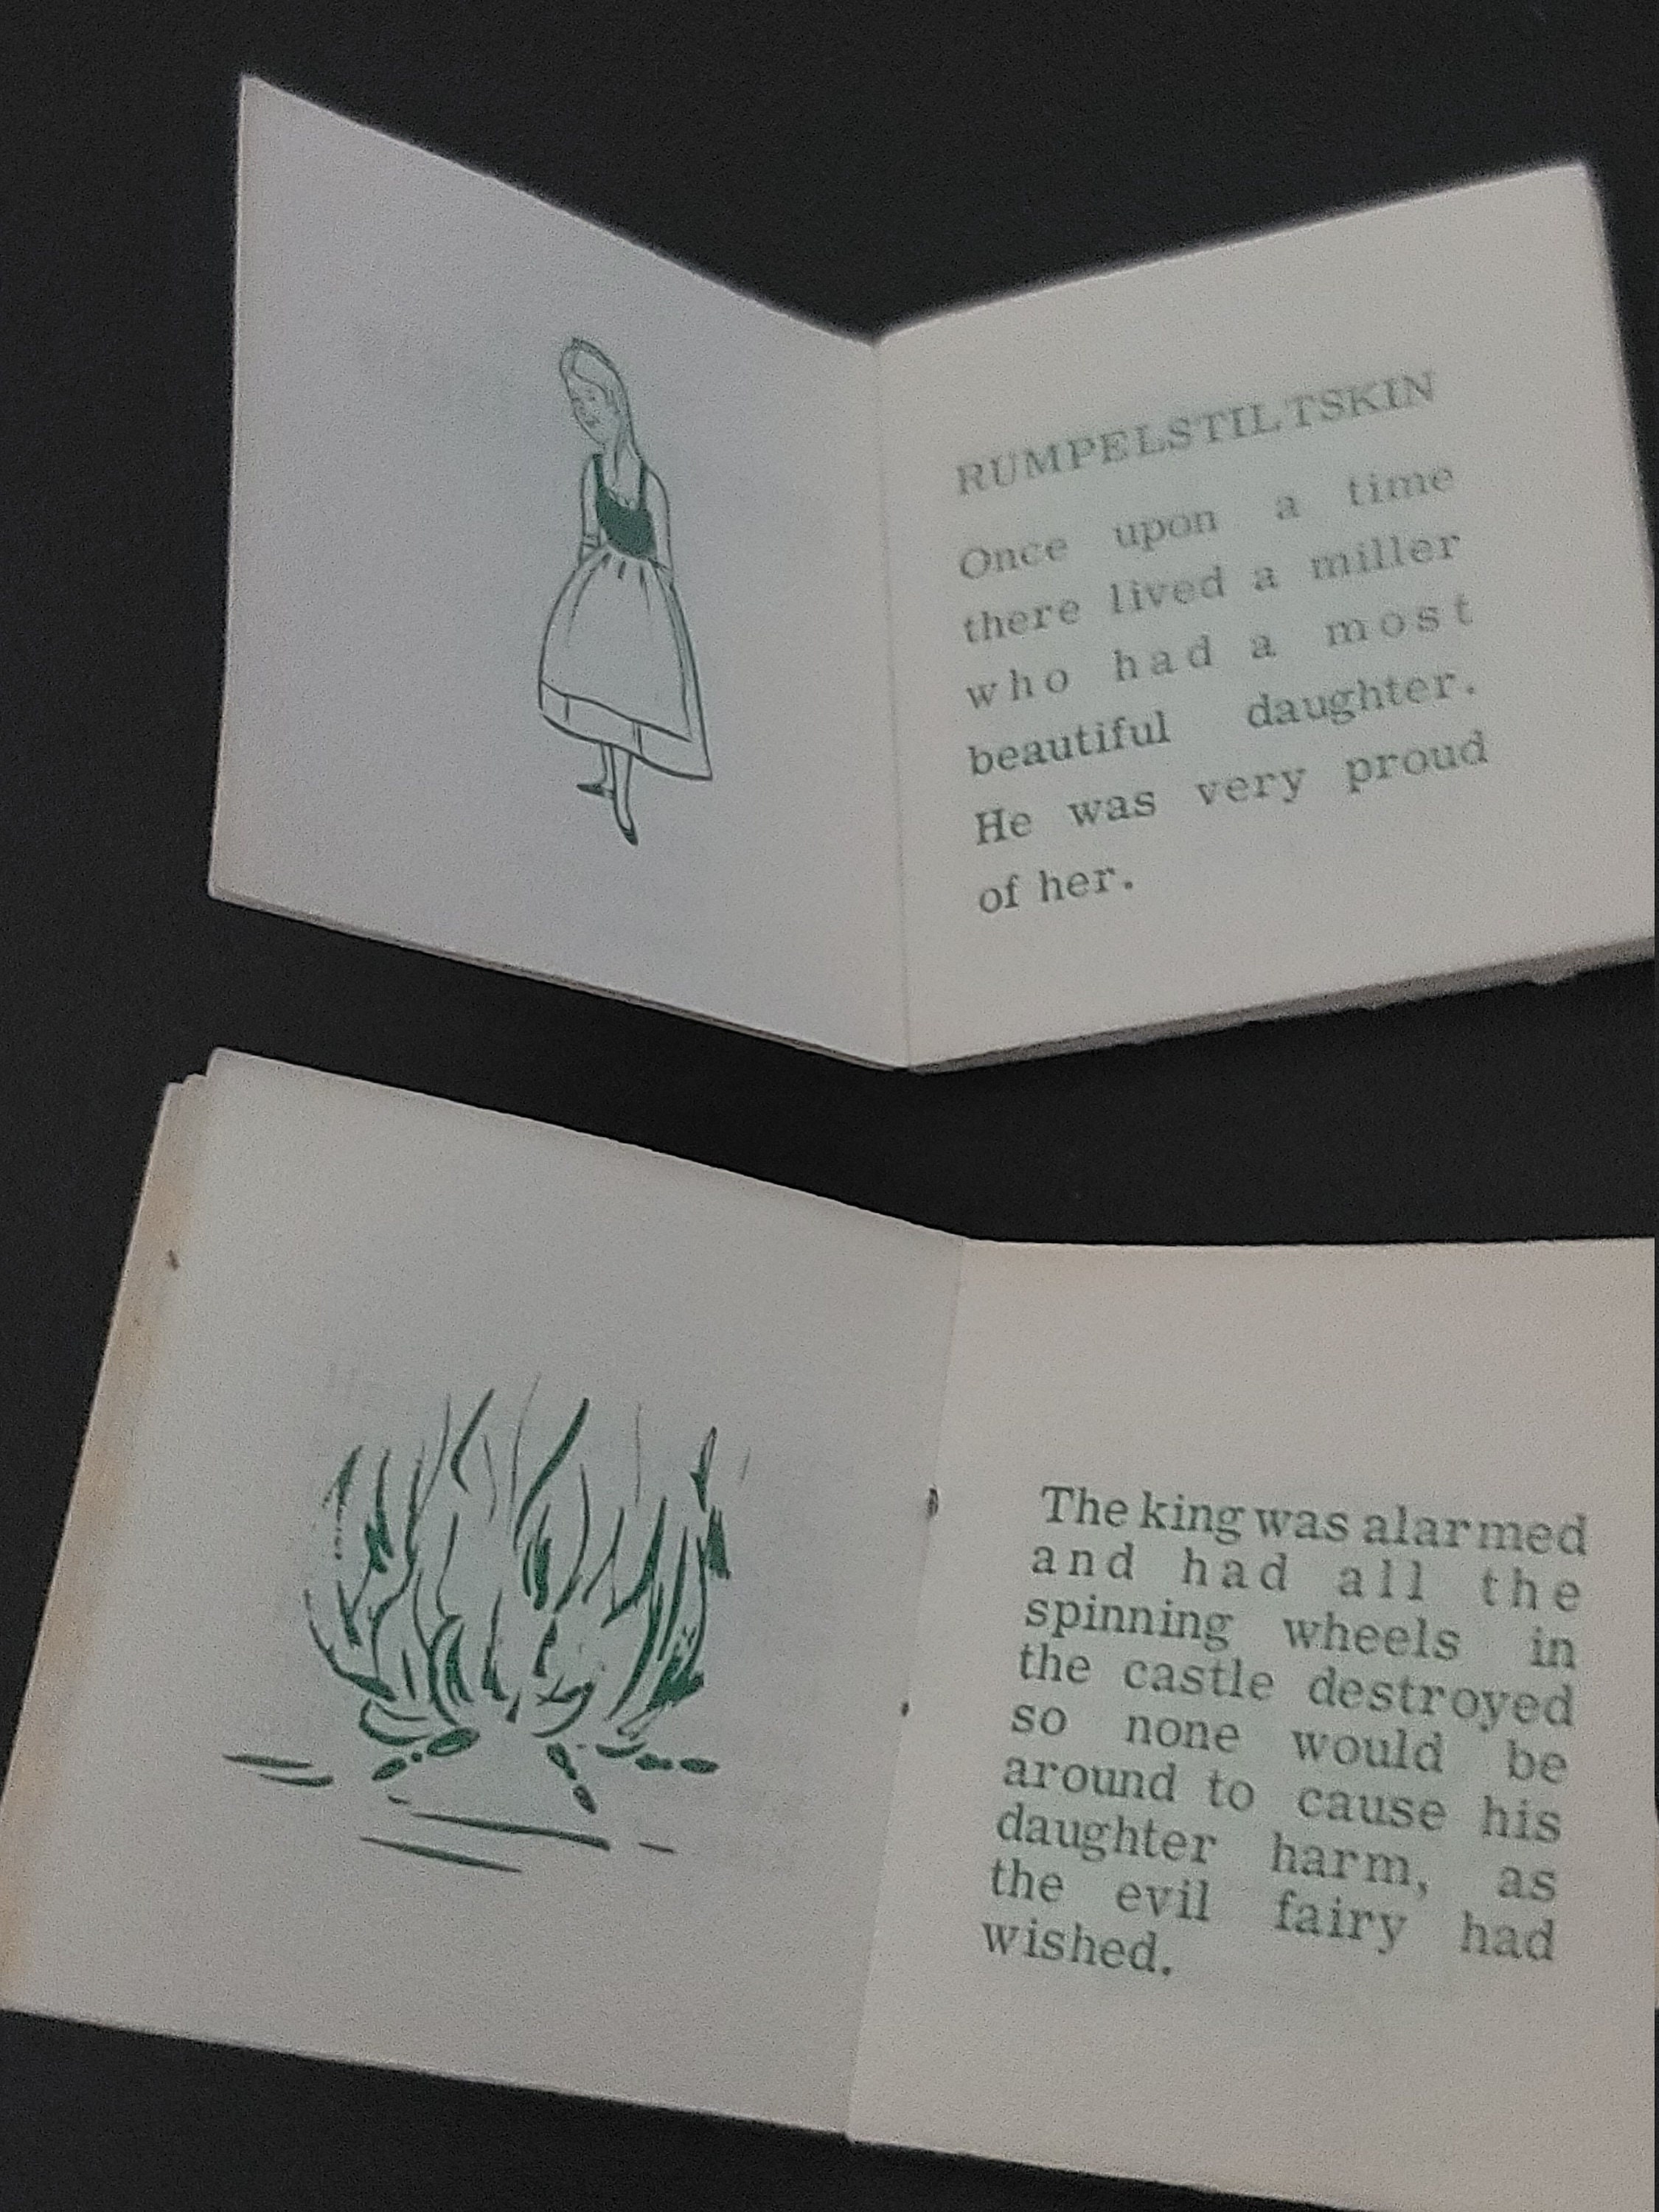 RUMPELSTILTSKIN
Once upon a time
there lived a miller
who had a most
beautiful daughter.
He was very proud
of her.
The king was alarmed
and had all the
spinning wheels in
the castle destroyed
so none would be
around to cause his
daughter harm, as
the evil fairy had
wished.